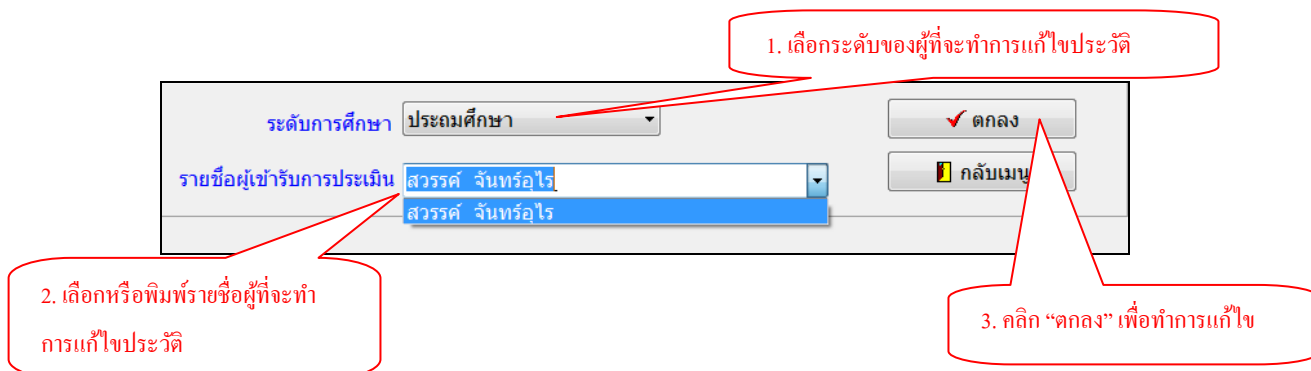 1. เลือกระดับของผู้ที่จะทำการแก้ไขประวัติ
ระดับการศึกษา ประถมศึกษา ตกลง
รายชื่อผู้เข้ารับการประเมิน สวรรค์ จันทร์อุไร กลับเมนู
สวรรค์ จันทร์อุไร
2. เลือกหรือพิมพ์รายชื่อผู้ที่จะทำ
การแก้ไขประวัติ
3. คลิก “ตกลง” เพื่อทำการแก้ไข